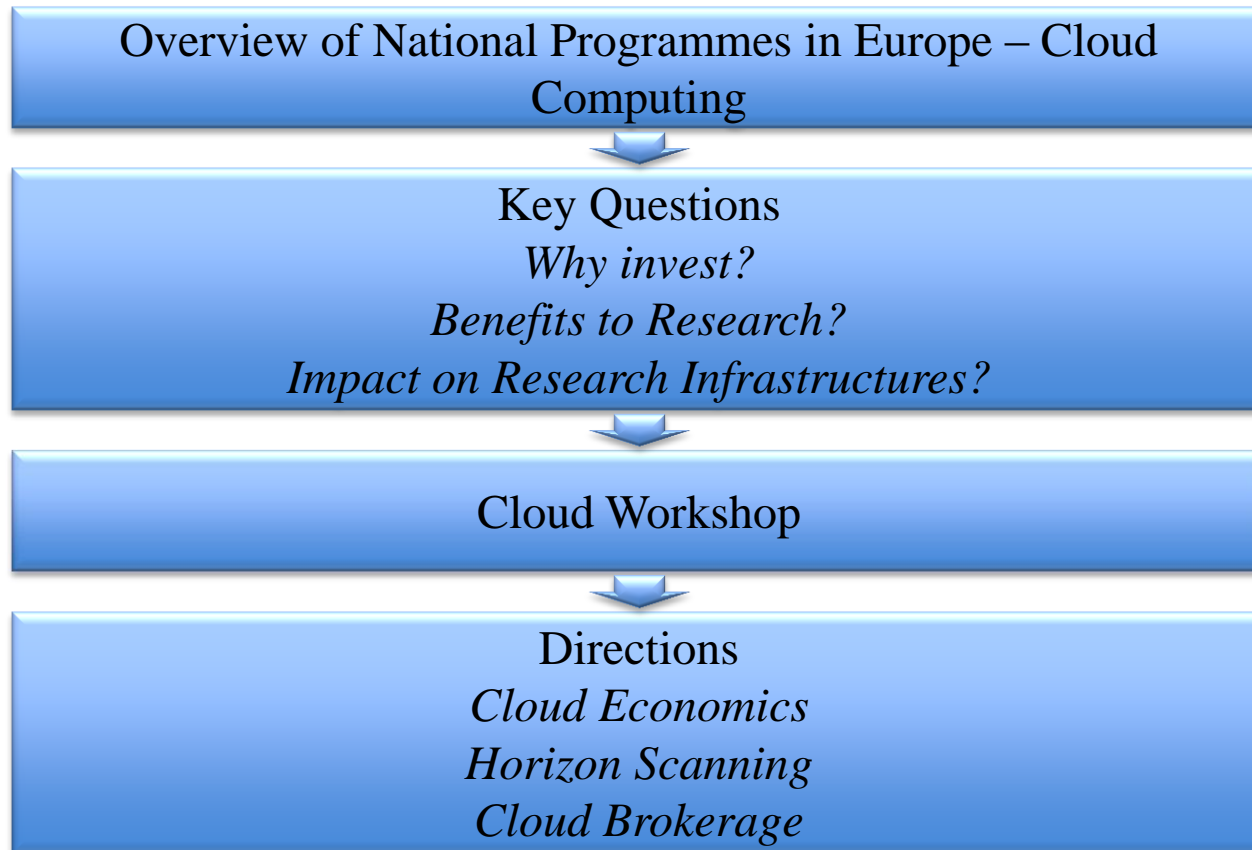 Overview of National Programmes in Europe – Cloud
Computing
Key Questions
Why invest?
Benefits to Research?
Impact on Research Infrastructures?
Cloud Workshop
Directions
Cloud Economics
Horizon Scanning
Cloud Brokerage